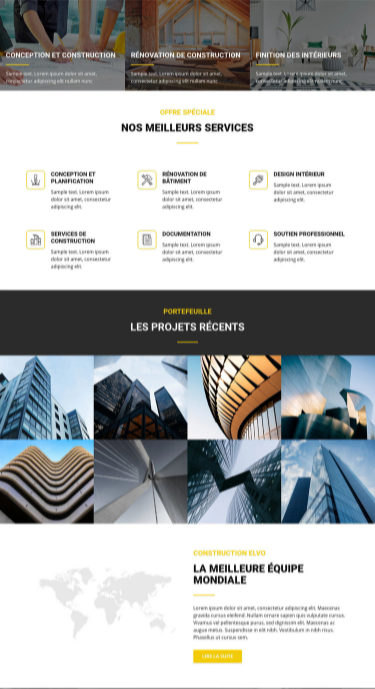 CONCEPTION ET CONSTRUCTION
Sample text. Lorem ipsum dolor sit amet,
consectetur adipiscing elit nullam nunc.
RÉNOVATION DE CONSTRUCTION
Sample text. Lorem ipsum dolor sit amet,
consectetur adipiscing elit nullam nunc.
FINITION DES INTÉRIEURS
Sample text. Lorem ipsum dolor sit amet,
consectetur adipiscing elit nullam nunc.
OFFRE SPÉCIALE
NOS MEILLEURS SERVICES
CONCEPTION ET
PLANIFICATION
Sample text. Lorem ipsum
dolor sit amet, consectetur
adipiscing elit.
RÉNOVATION DE
BÂTIMENT
Sample text. Lorem ipsum
dolor sit amet, consectetur
adipiscing elit.
DESIGN INTÉRIEUR
Sample text. Lorem ipsum
dolor sit amet, consectetur
adipiscing elit.
SERVICES DE
CONSTRUCTION
Sample text. Lorem ipsum
dolor sit amet, consectetur
adipiscing elit.
DOCUMENTATION
Sample text. Lorem ipsum
dolor sit amet, consectetur
adipiscing elit.
SOUTIEN PROFESSIONNEL
Sample text. Lorem ipsum
dolor sit amet, consectetur
adipiscing elit.
PORTEFEUILLE
LES PROJETS RÉCENTS
CONSTRUCTION ELVO
LA MEILLEURE ÉQUIPE
MONDIALE
Lorem ipsum dolor sit amet, consectetur adipiscing elit. Maecenas
gravida cursus eleifend. Nullam ornare sapien quis vulputate cursus.
Vivamus vel pellentesque purus, sed dignissim elit. Maecenas ac
augue metus. Suspendisse in elit nibh. Vestibulum in nibh risus.
Phasellus ut cursus sem.
LIRE LA SUITE